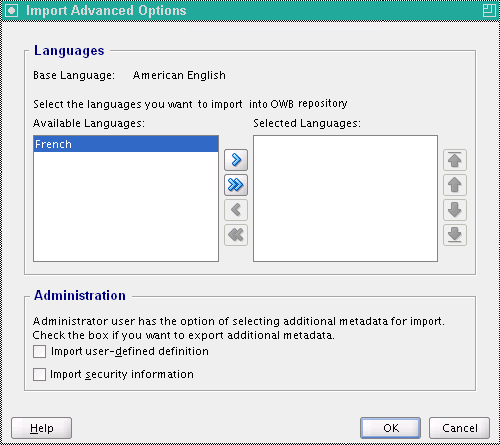 Import Advanced Options
Languages
Base Language: American English
Select the languages you want to import into OWB repository
Available Languages: Selected Languages:
French
Administration
Administrator user has the option of selecting additional metadata for import.
Check the box if you want to export additional metadata.
Import user-defined definition
Import security information
Help OK Cancel